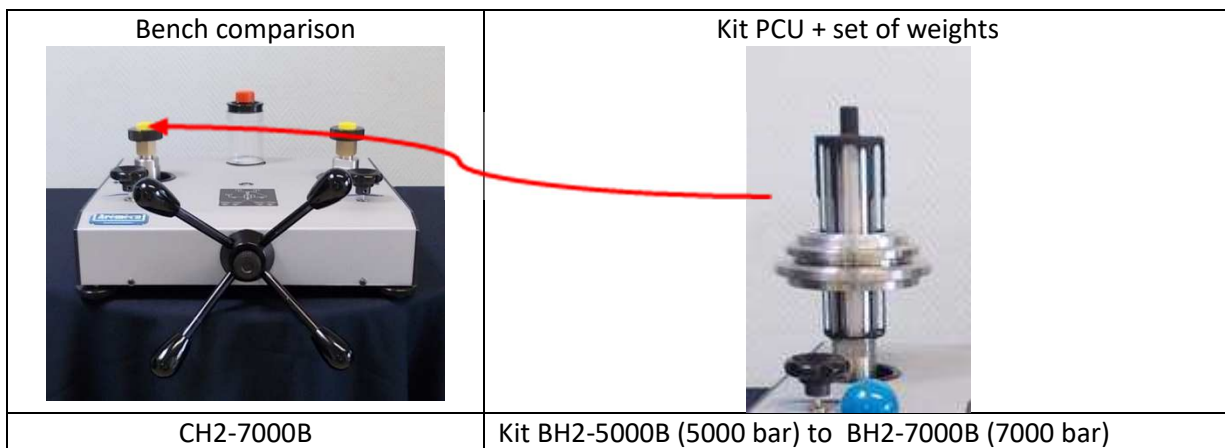 Bench comparison
Kit PCU + set of weights
CH2-7000B
Kit BH2-5000B (5000 bar) to BH2-7000B (7000 bar)